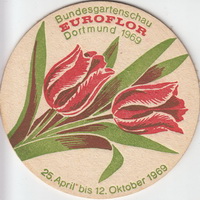 Bundesgartenschau
EUROFLOR
Dortmund 1969
25. April bis 12. Oktober 1969